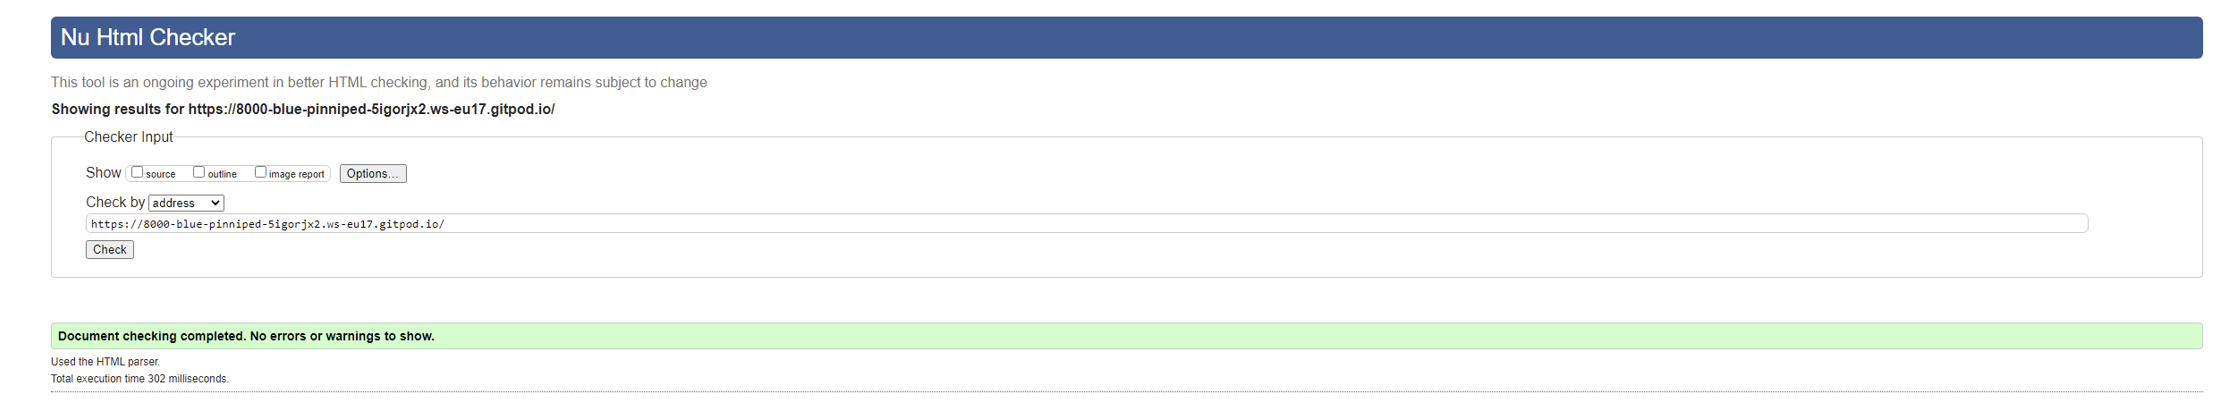 Nu Html Checker
This tool is an ongoing experiment in better HTML checking, and its behavior remains subject to change
Showing results for https://8000-blue-pinniped-5igorjx2.ws-eu17.gitpod.io/
Checker Input
Show source outline image report Options...
Check by address
https://8000-blue-pinniped-5igorjx2.ws-eu17.gitpod.io/
Check
Document checking completed. No errors or warnings to show.
Used the HTML parser.
Total execution time 302 milliseconds.